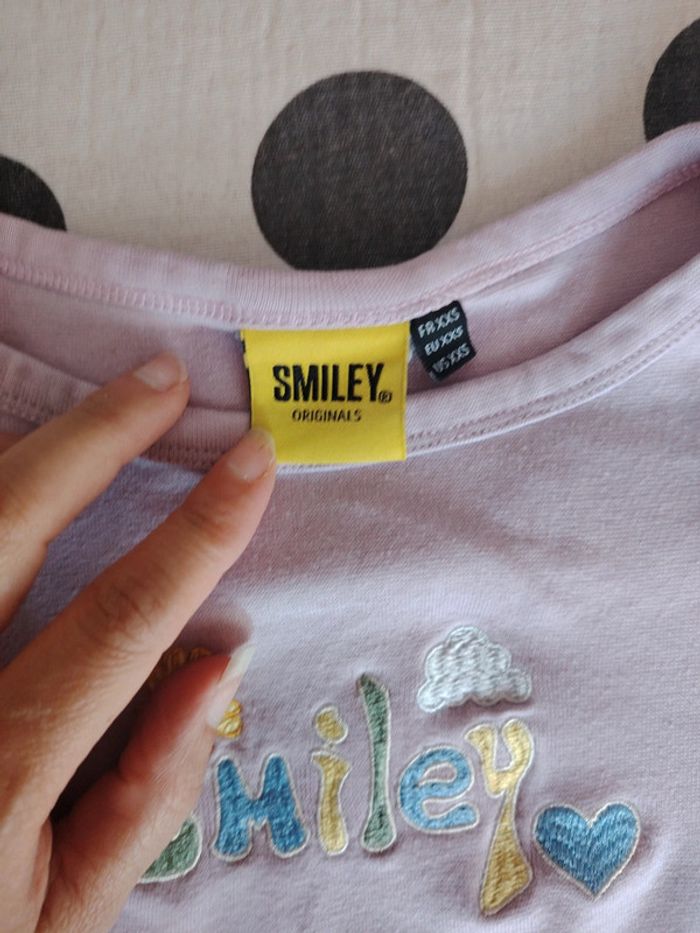 SMILEY®
ORIGINALS
FR XXS
EU XXS
US XXS
Smiley